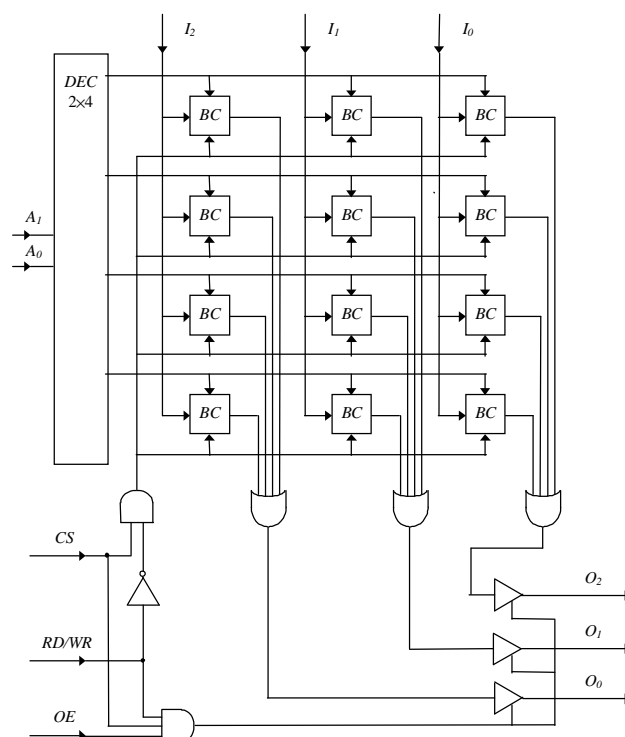 I2 I1 I0
DEC
2×4
BC BC BC
BC BC BC
A1
A0
BC BC BC
BC BC BC
CS
O2
RD/WR
O1
O0
OE